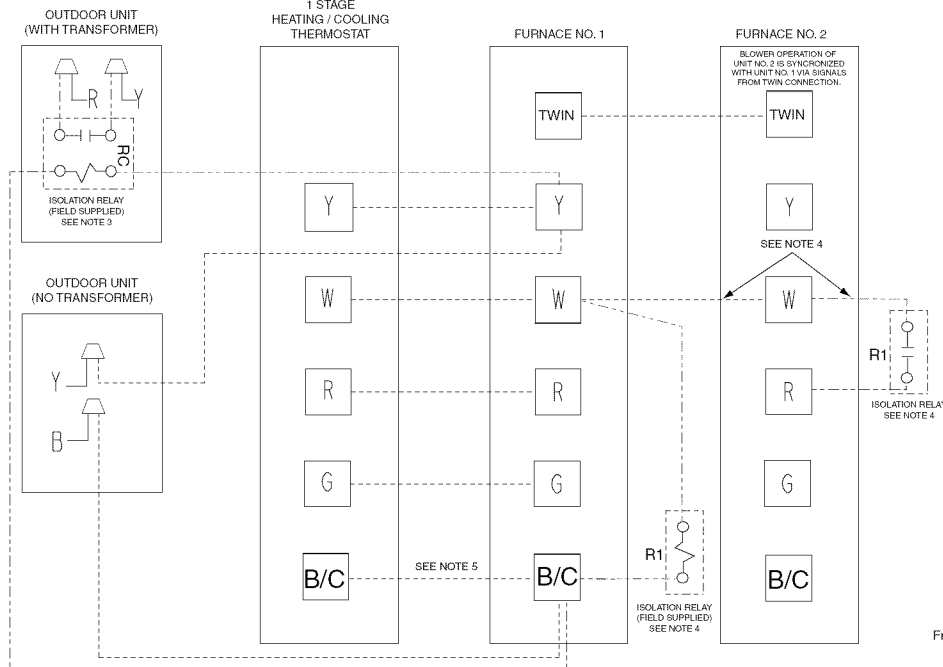 OUTDOOR UNIT
(WITH TRANSFORMER)
R
Y
RC
ISOLATION RELAY
(FIELD SUPPLIED)
SEE NOTE 3
OUTDOOR UNIT
(NO TRANSFORMER)
Y
B
1 STAGE
HEATING / COOLING
THERMOSTAT
Y
W
R
G
B/C
SEE NOTE 5
FURNACE NO. 1
TWIN
Y
W
R
G
B/C
R1
ISOLATION RELAY
(FIELD SUPPLIED)
SEE NOTE 4
FURNACE NO. 2
BLOWER OPERATION OF
UNIT NO. 2 IS SYNCRONIZED
WITH UNIT NO. 1 VIA SIGNALS
FROM TWIN CONNECTION.
TWIN
Y
SEE NOTE 4
W
R
G
B/C
R1
ISOLATION RELAY
SEE NOTE 4